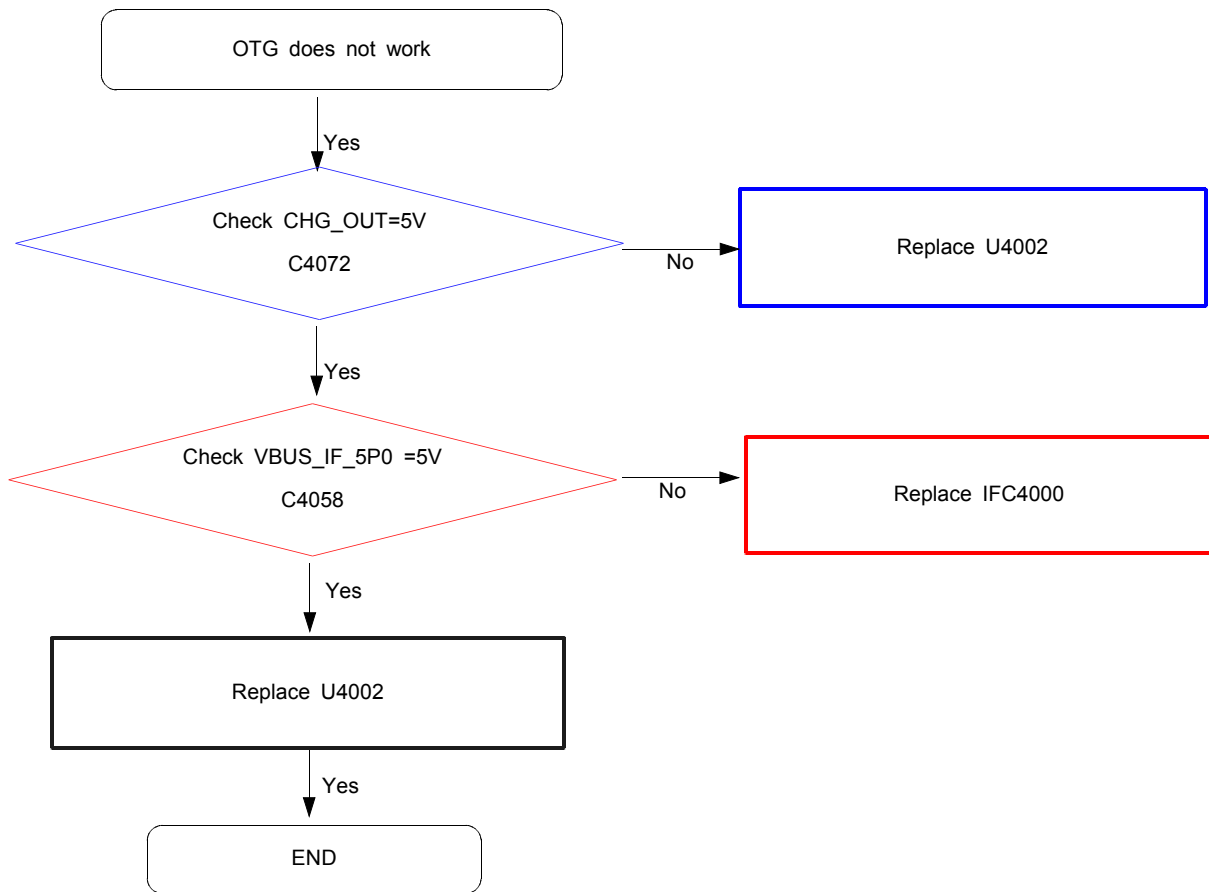 OTG does not work
Yes
Check CHG_OUT=5V
C4072
No
Replace U4002
Yes
Check VBUS_IF_5P0 =5V
C4058
No
Replace IFC4000
Yes
Replace U4002
Yes
END